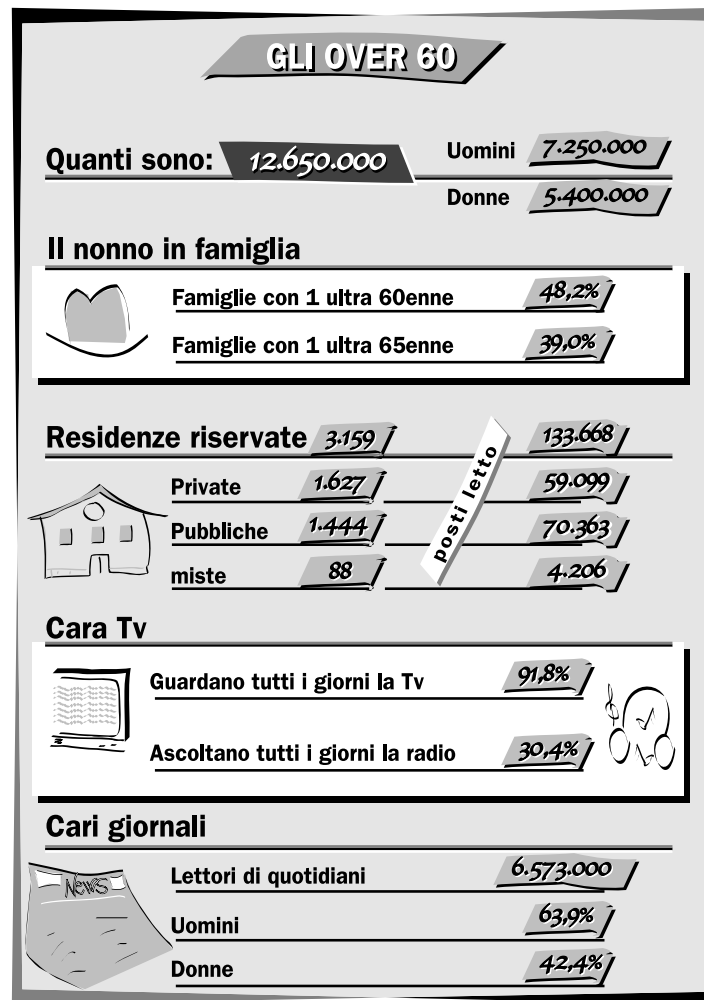 GLI OVER 60
Quanti sono: 12.650.000
Uomini 7.250.000
Donne 5.400.000
Il nonno in famiglia
Famiglie con 1 ultra 60enne 48,2%
Famiglie con 1 ultra 65enne 39,0%
Residenze riservate 3.159 posti letto 133.668
Private 1.627 59.099
Pubbliche 1.444 70.363
miste 88 4.206
Cara Tv
Guardano tutti i giorni la Tv 91,8%
Ascoltano tutti i giorni la radio 30,4%
Cari giornali
News
Lettori di quotidiani 6.573.000
Uomini 63,9%
Donne 42,4%